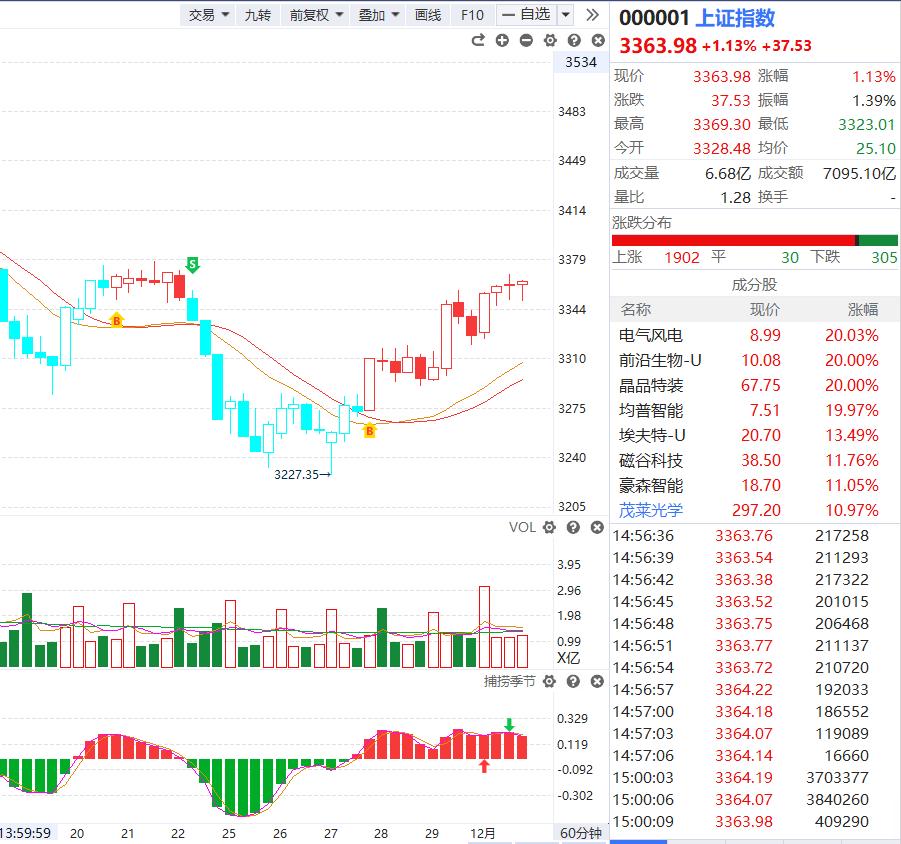 交易 九转 前复权 叠加 画线 F10 自选
3534
3483
3449
3414
3379
3344
3310
3275
3240
3205
S
B
B
3227.35→
VOL
3.95
2.96
1.98
0.99
X亿
捕捞季节
0.329
0.119
-0.092
-0.302
13:59:59 20 21 22 25 26 27 28 29 12月 60分钟
000001 上证指数
3363.98 +1.13% +37.53
现价 3363.98 涨幅 1.13%
涨跌 37.53 振幅 1.39%
最高 3369.30 最低 3323.01
今开 3328.48 均价 25.10
成交量 6.68亿 成交额 7095.10亿
量比 1.28 换手 -
涨跌分布
上涨 1902 平 30 下跌 305
成分股
名称 现价 涨幅
电气风电 8.99 20.03%
前沿生物-U 10.08 20.00%
晶品特装 67.75 20.00%
均普智能 7.51 19.97%
埃夫特-U 20.70 13.49%
磁谷科技 38.50 11.76%
豪森智能 18.70 11.05%
茂莱光学 297.20 10.97%
14:56:36 3363.76 217258
14:56:39 3363.54 211293
14:56:42 3363.38 217322
14:56:45 3363.52 201015
14:56:48 3363.75 206468
14:56:51 3363.77 211137
14:56:54 3363.72 210720
14:56:57 3364.22 192033
14:57:00 3364.18 186552
14:57:03 3364.07 119089
14:57:06 3364.14 16660
15:00:03 3364.19 3703377
15:00:06 3364.07 3840260
15:00:09 3363.98 409290